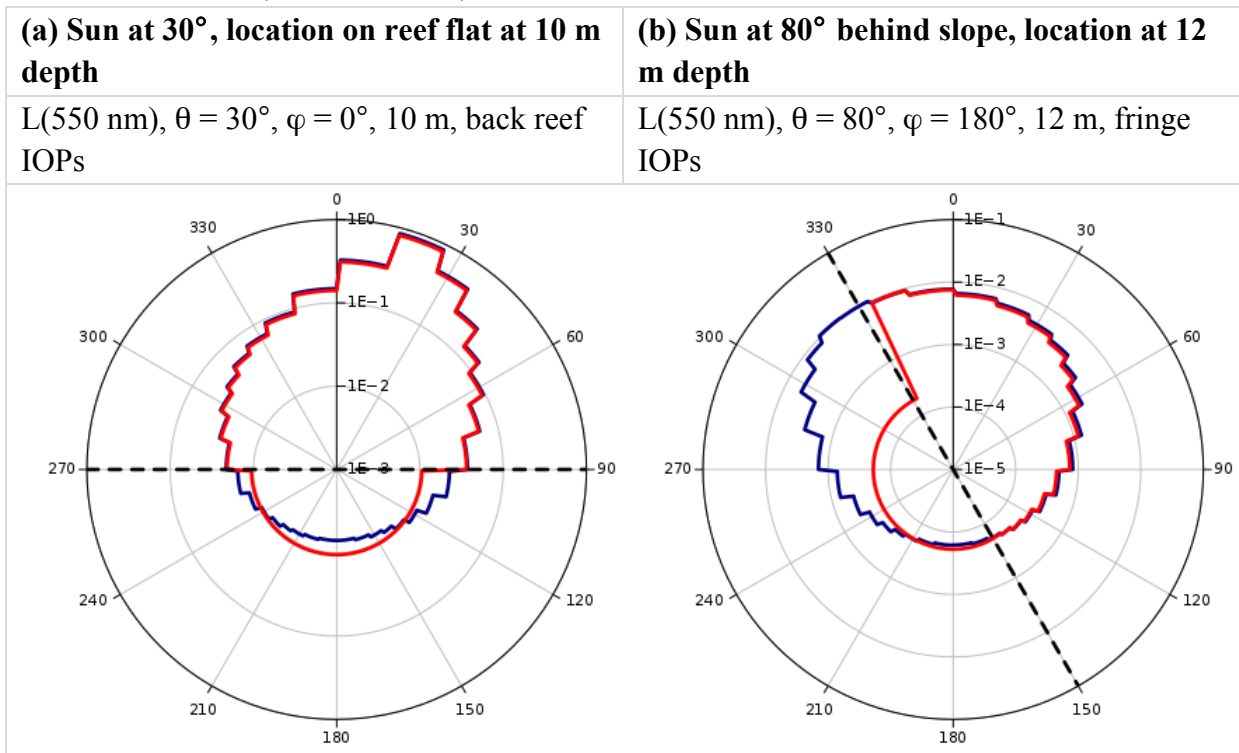 (a) Sun at 30°, location on reef flat at 10 m
depth
(b) Sun at 80° behind slope, location at 12
m depth
L(550 nm), θ = 30°, φ = 0°, 10 m, back reef
IOPs
L(550 nm), θ = 80°, φ = 180°, 12 m, fringe
IOPs
0
330
30
300
60
270
90
240
120
210
150
180
1E0
1E−1
1E−2
1E−3
0
330
30
300
60
270
90
240
120
210
150
180
1E−1
1E−2
1E−3
1E−4
1E−5